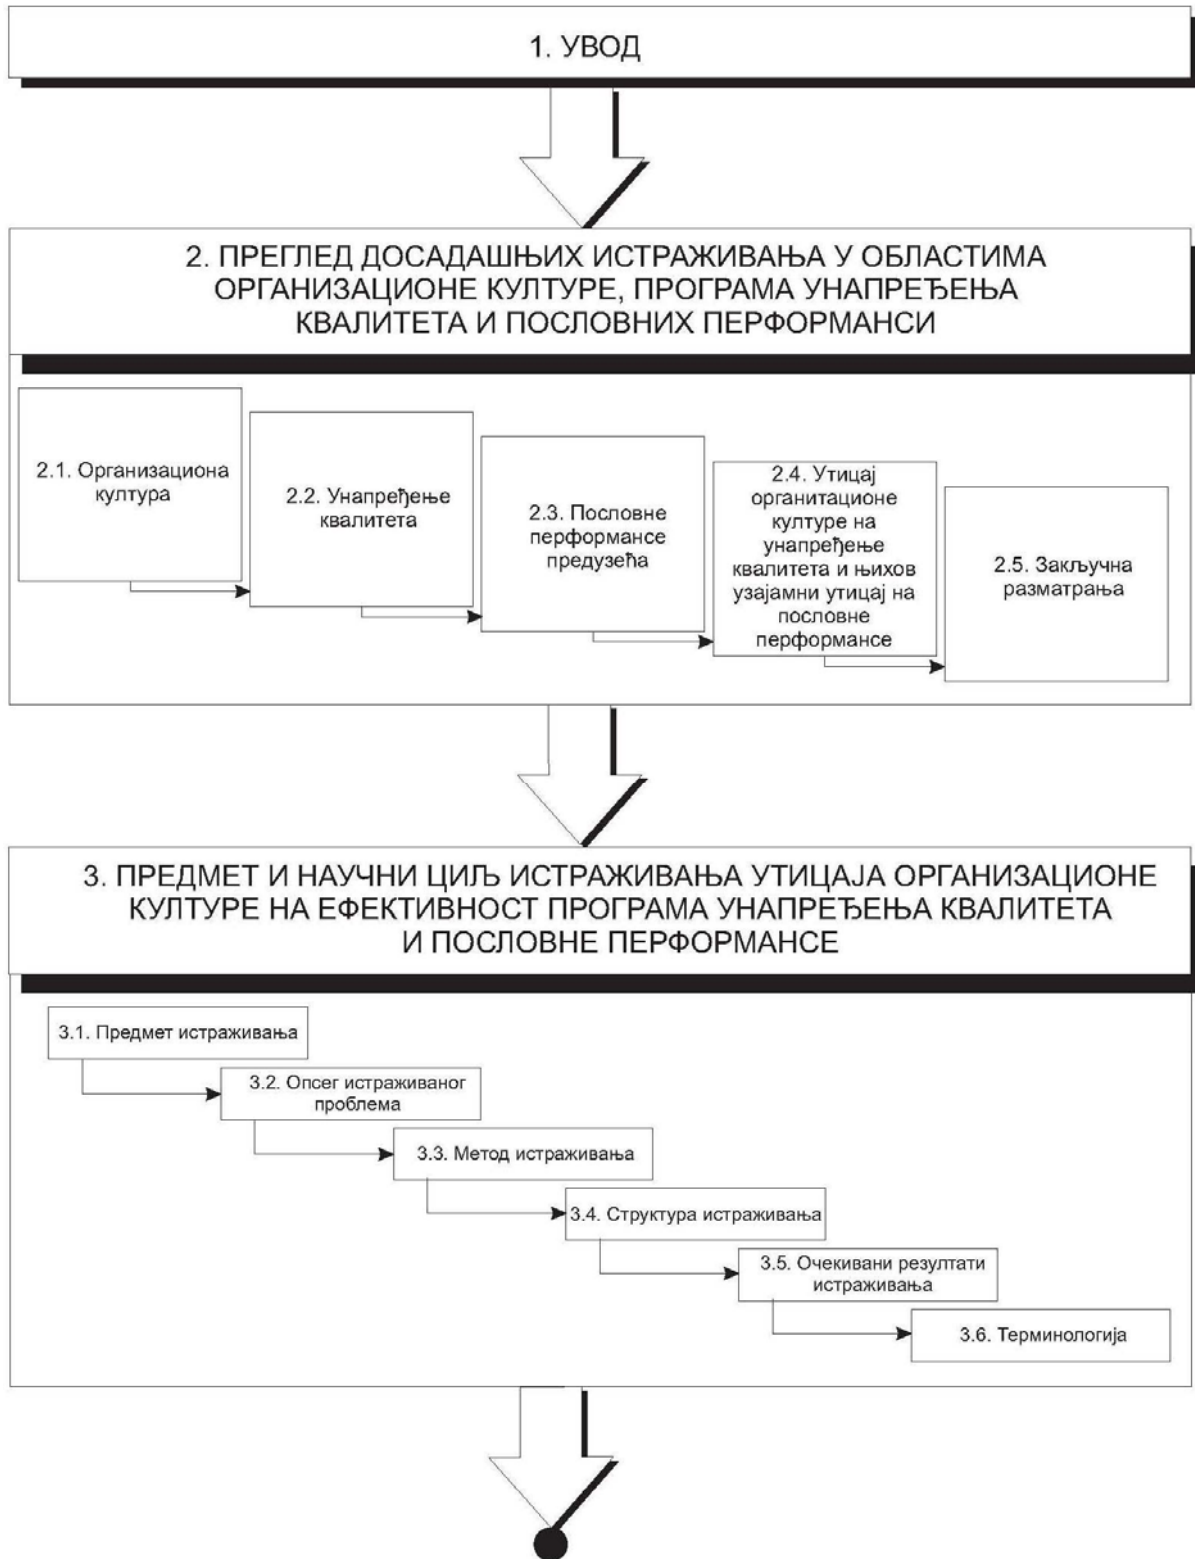 1. УВОД
2. ПРЕГЛЕД ДОСАДАШЊИХ ИСТРАЖИВАЊА У ОБЛАСТИМА
ОРГАНИЗАЦИОНЕ КУЛТУРЕ, ПРОГРАМА УНАПРЕЂЕЊА
КВАЛИТЕТА И ПОСЛОВНИХ ПЕРФОРМАНСИ
2.1. Организациона
култура
2.2. Унапређење
квалитета
2.3. Пословне
перформансе
предузећа
2.4. Утицај
органитационе
културе на
унапређење
квалитета и њихов
узајамни утицај на
пословне
перформансе
2.5. Закључна
разматрања
3. ПРЕДМЕТ И НАУЧНИ ЦИЉ ИСТРАЖИВАЊА УТИЦАЈА ОРГАНИЗАЦИОНЕ
КУЛТУРЕ НА ЕФЕКТИВНОСТ ПРОГРАМА УНАПРЕЂЕЊА КВАЛИТЕТА
И ПОСЛОВНЕ ПЕРФОРМАНСЕ
3.1. Предмет истраживања
3.2. Опсег истраживаног
проблема
3.3. Метод истраживања
3.4. Структура истраживања
3.5. Очекивани резултати
истраживања
3.6. Терминологија